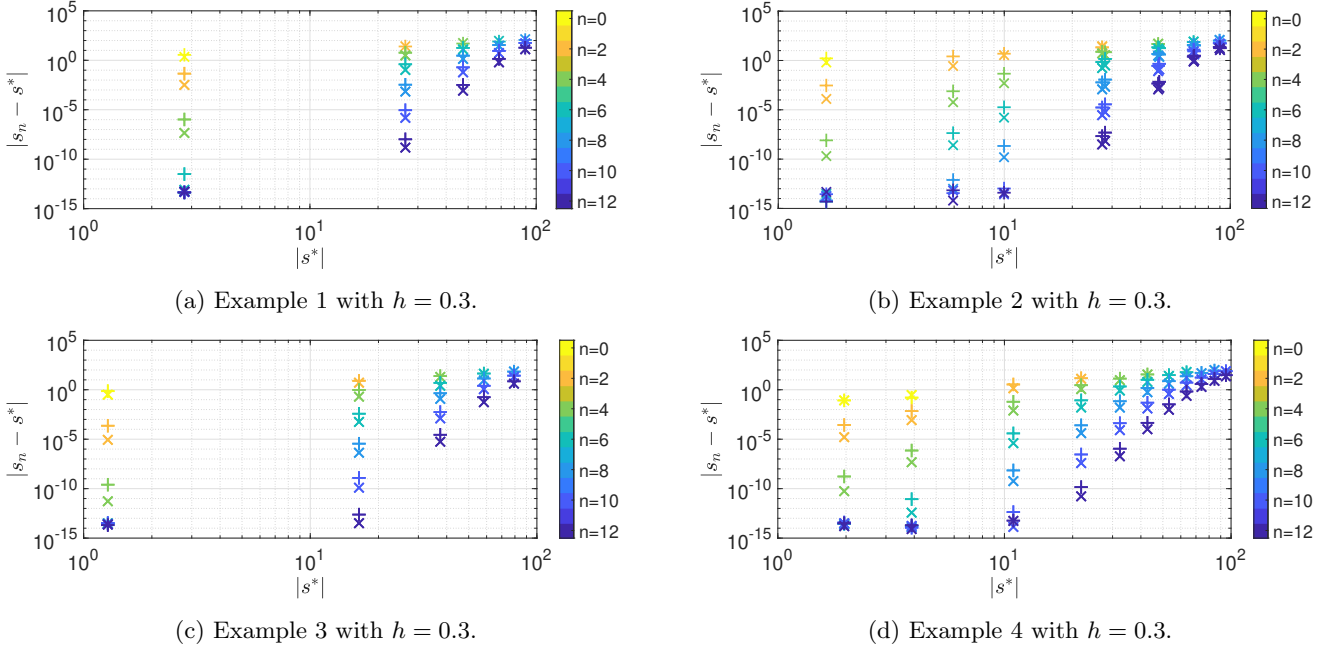 10^5
10^0
10^-5
10^-10
10^-15
|s_n − s^*|
10^0
10^1
10^2
|s^*|
n=0
n=2
n=4
n=6
n=8
n=10
n=12
(a) Example 1 with h = 0.3.
10^5
10^0
10^-5
10^-10
10^-15
|s_n − s^*|
10^0
10^1
10^2
|s^*|
n=0
n=2
n=4
n=6
n=8
n=10
n=12
(b) Example 2 with h = 0.3.
10^5
10^0
10^-5
10^-10
10^-15
|s_n − s^*|
10^0
10^1
10^2
|s^*|
n=0
n=2
n=4
n=6
n=8
n=10
n=12
(c) Example 3 with h = 0.3.
10^5
10^0
10^-5
10^-10
10^-15
|s_n − s^*|
10^0
10^1
10^2
|s^*|
n=0
n=2
n=4
n=6
n=8
n=10
n=12
(d) Example 4 with h = 0.3.